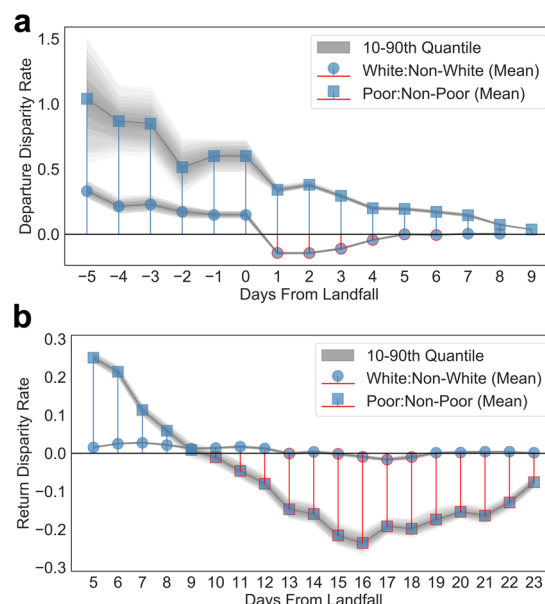 a
1.5
1.0
0.5
0.0
Departure Disparity Rate
10-90th Quantile
White:Non-White (Mean)
Poor:Non-Poor (Mean)
−5 −4 −3 −2 −1 0 1 2 3 4 5 6 7 8 9
Days From Landfall
b
0.3
0.2
0.1
0.0
−0.1
−0.2
−0.3
Return Disparity Rate
10-90th Quantile
White:Non-White (Mean)
Poor:Non-Poor (Mean)
5 6 7 8 9 10 11 12 13 14 15 16 17 18 19 20 21 22 23
Days From Landfall